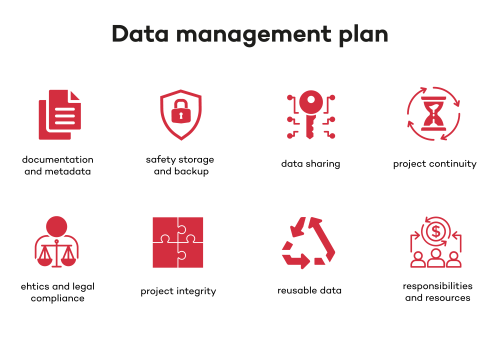 Data management plan
documentation
and metadata
safety storage
and backup
data sharing
project continuity
ehtics and legal
compliance
project integrity
reusable data
$
responsibilities
and resources